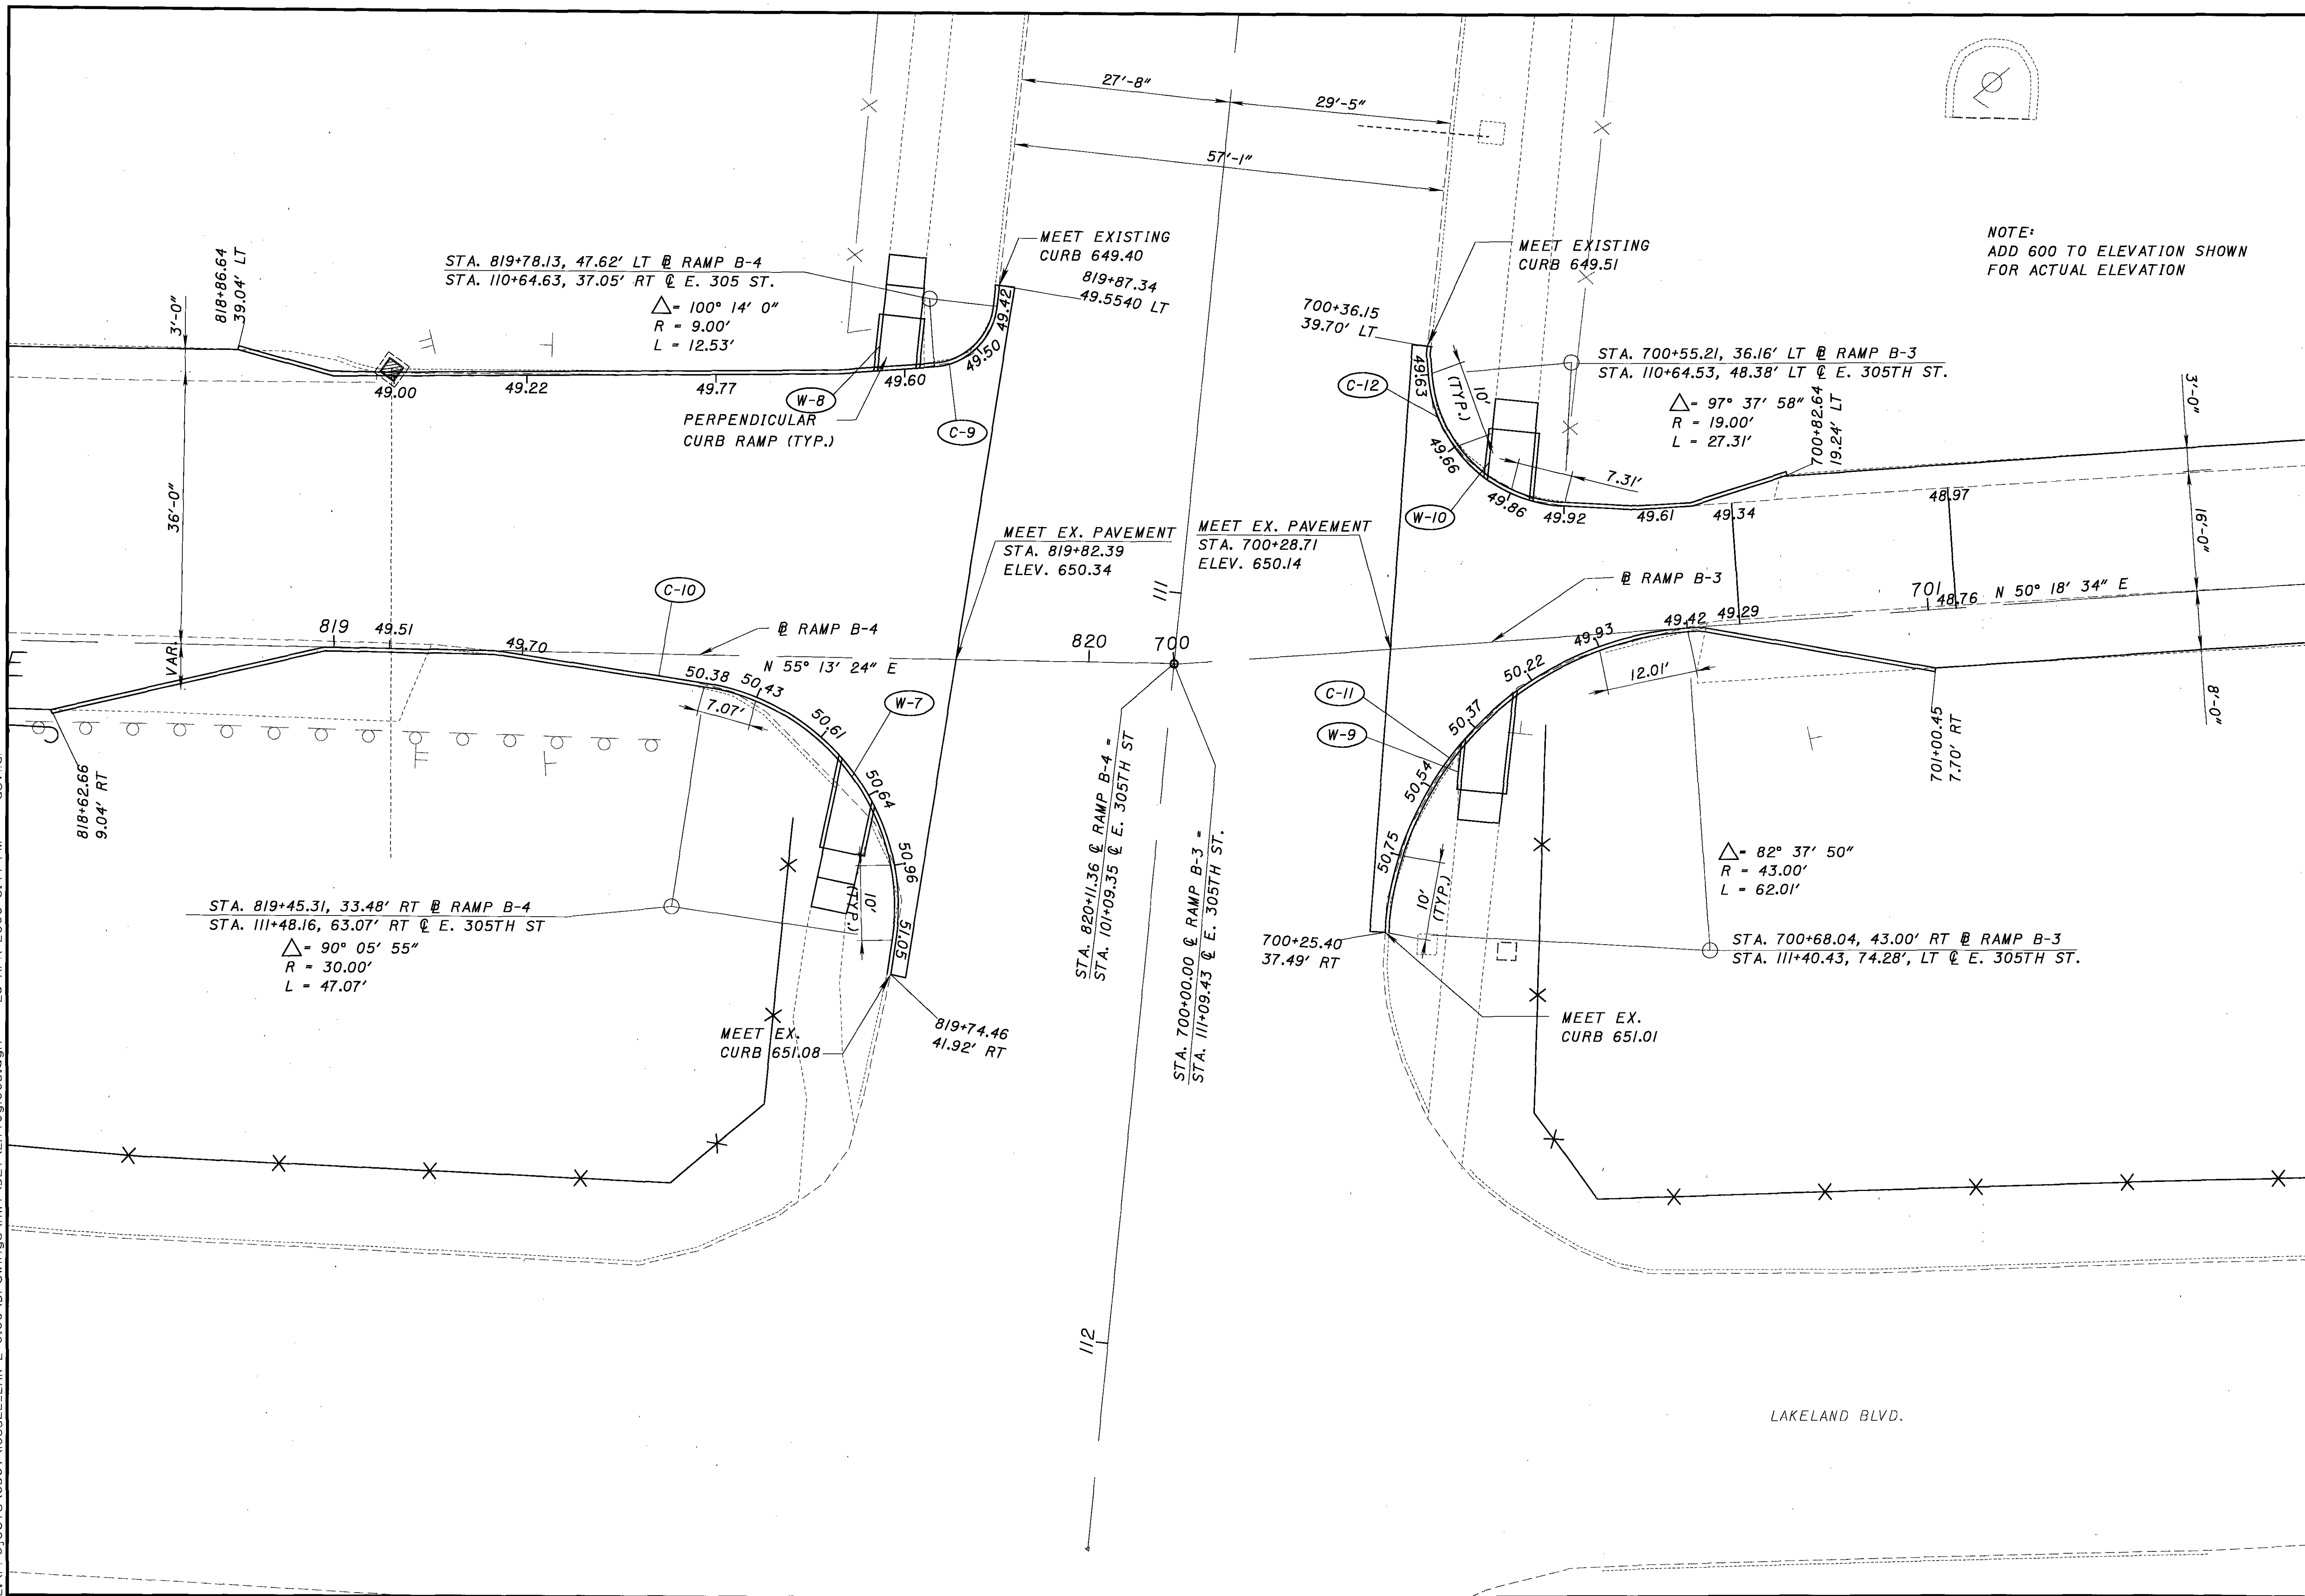 27'-8"
29'-5"
57'-1"
NOTE:
ADD 600 TO ELEVATION SHOWN
FOR ACTUAL ELEVATION
818+86.64
39.04' LT
3'-0"
STA. 819+78.13, 47.62' LT ℄ RAMP B-4
STA. 110+64.63, 37.05' RT ℄ E. 305 ST.
△= 100° 14' 0"
R = 9.00'
L = 12.53'
MEET EXISTING
CURB 649.40
819+87.34
49.5540 LT
49.42
49.50
49.00
49.22
49.77
49.60
W-8
PERPENDICULAR
CURB RAMP (TYP.)
C-9
MEET EXISTING
CURB 649.51
700+36.15
39.70' LT
49.63
C-12
10'
(TYP.)
STA. 700+55.21, 36.16' LT ℄ RAMP B-3
STA. 110+64.53, 48.38' LT ℄ E. 305TH ST.
△= 97° 37' 58"
R = 19.00'
L = 27.31'
700+82.64
19.24' LT
3'-0"
49.66
W-10
49.86
7.31'
49.92
49.61
49.34
48.97
16'-0"
36'-0"
MEET EX. PAVEMENT
STA. 819+82.39
ELEV. 650.34
MEET EX. PAVEMENT
STA. 700+28.71
ELEV. 650.14
C-10
111
℄ RAMP B-3
701
48.76
N 50° 18' 34" E
819
49.51
49.70
℄ RAMP B-4
N 55° 13' 24" E
820
700
49.93
49.42
49.29
E
VAR.
50.38
50.43
7.07'
50.61
W-7
50.64
50.96
10'
(TYP.)
51.05
50.22
12.01'
C-11
50.37
W-9
50.54
50.75
10'
(TYP.)
8'-0"
701+00.45
7.70' RT
818+62.66
9.04' RT
STA. 820+11.36 ℄ RAMP B-4 =
STA. 101+09.35 ℄ E. 305TH ST
STA. 700+00.00 ℄ RAMP B-3 =
STA. 111+09.43 ℄ E. 305TH ST.
△= 82° 37' 50"
R = 43.00'
L = 62.01'
STA. 819+45.31, 33.48' RT ℄ RAMP B-4
STA. 111+48.16, 63.07' RT ℄ E. 305TH ST
△= 90° 05' 55"
R = 30.00'
L = 47.07'
700+25.40
37.49' RT
STA. 700+68.04, 43.00' RT ℄ RAMP B-3
STA. 111+40.43, 74.28', LT ℄ E. 305TH ST.
MEET EX.
CURB 651.08
819+74.46
41.92' RT
MEET EX.
CURB 651.01
112
LAKELAND BLVD.